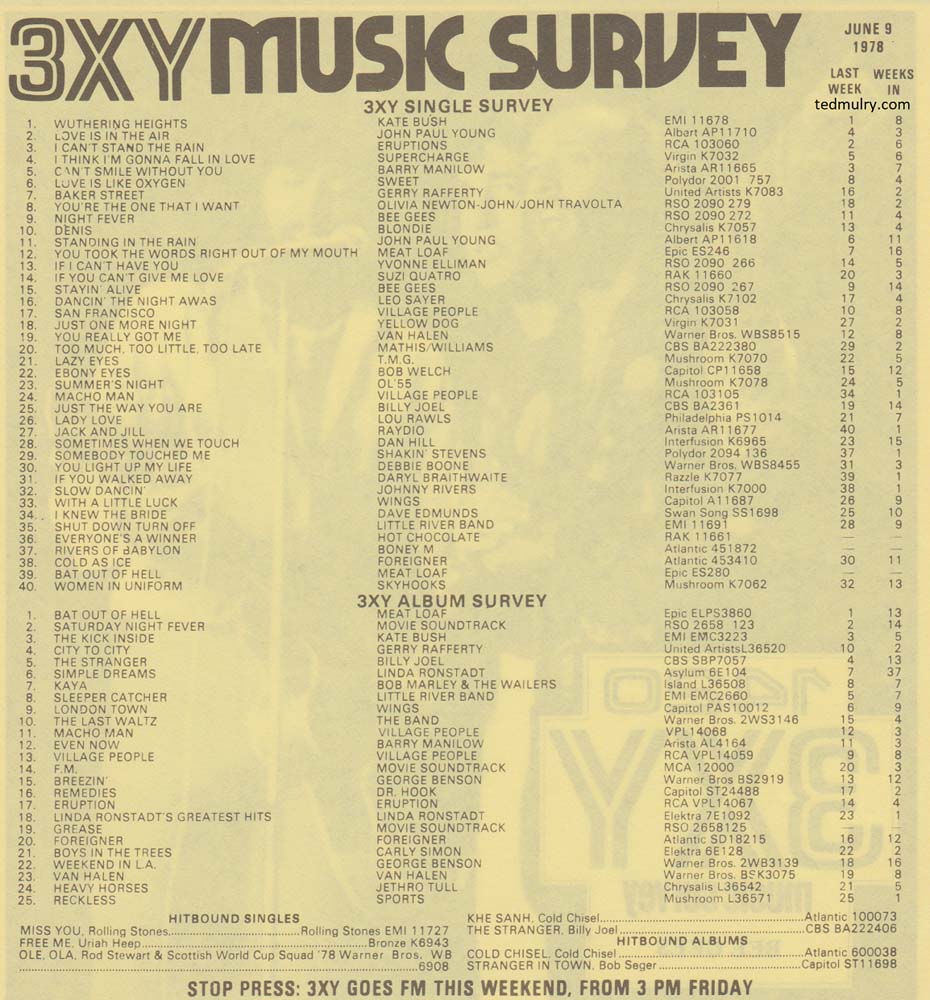 3XY MUSIC SURVEY
JUNE 9
1978
LAST WEEK WEEKS IN
tedmulry.com
3XY SINGLE SURVEY
1. WUTHERING HEIGHTS KATE BUSH EMI 11678 1 8
2. LOVE IS IN THE AIR JOHN PAUL YOUNG Albert AP11710 4 3
3. I CAN'T STAND THE RAIN ERUPTIONS RCA 103060 2 6
4. I THINK I'M GONNA FALL IN LOVE SUPERCHARGE Virgin K7032 5 6
5. CAN'T SMILE WITHOUT YOU BARRY MANILOW Arista AR11665 3 7
6. LOVE IS LIKE OXYGEN SWEET Polydor 2001 757 8 4
7. BAKER STREET GERRY RAFFERTY United Artists K7083 16 2
8. YOU'RE THE ONE THAT I WANT OLIVIA NEWTON-JOHN/JOHN TRAVOLTA RSO 2090 279 18 2
9. NIGHT FEVER BEE GEES RSO 2090 272 11 4
10. DENIS BLONDIE Chrysalis K7057 13 4
11. STANDING IN THE RAIN JOHN PAUL YOUNG Albert AP11618 6 11
12. YOU TOOK THE WORDS RIGHT OUT OF MY MOUTH MEAT LOAF Epic ES246 7 16
13. IF I CAN'T HAVE YOU YVONNE ELLIMAN RSO 2090 266 14 5
14. IF YOU CAN'T GIVE ME LOVE SUZI QUATRO RAK 11660 20 3
15. STAYIN' ALIVE BEE GEES RSO 2090 267 9 14
16. DANCIN' THE NIGHT AWAS LEO SAYER Chrysalis K7102 17 4
17. SAN FRANCISCO VILLAGE PEOPLE RCA 103058 10 8
18. JUST ONE MORE NIGHT YELLOW DOG Virgin K7031 27 2
19. YOU REALLY GOT ME VAN HALEN Warner Bros. WBS8515 12 8
20. TOO MUCH, TOO LITTLE, TOO LATE MATHIS/WILLIAMS CBS BA222380 29 2
21. LAZY EYES T.M.G. Mushroom K7070 22 5
22. EBONY EYES BOB WELCH Capitol CP11658 15 12
23. SUMMER'S NIGHT OL'55 Mushroom K7078 24 5
24. MACHO MAN VILLAGE PEOPLE RCA 103105 34 1
25. JUST THE WAY YOU ARE BILLY JOEL CBS BA2361 19 14
26. LADY LOVE LOU RAWLS Philadelphia PS1014 21 7
27. JACK AND JILL RAYDIO Arista AR11677 40 1
28. SOMETIMES WHEN WE TOUCH DAN HILL Interfusion K6965 23 15
29. SOMEBODY TOUCHED ME SHAKIN' STEVENS Polydor 2094 136 37 1
30. YOU LIGHT UP MY LIFE DEBBIE BOONE Warner Bros. WBS8455 31 3
31. IF YOU WALKED AWAY DARYL BRAITHWAITE Razzle K7077 39 1
32. SLOW DANCIN' JOHNNY RIVERS Interfusion K7000 38 1
33. WITH A LITTLE LUCK WINGS Capitol A11687 26 9
34. I KNEW THE BRIDE DAVE EDMUNDS Swan Song SS1698 25 10
35. SHUT DOWN TURN OFF LITTLE RIVER BAND EMI 11691 28 9
36. EVERYONE'S A WINNER HOT CHOCOLATE RAK 11661 — —
37. RIVERS OF BABYLON BONEY M Atlantic 451872 — —
38. COLD AS ICE FOREIGNER Atlantic 453410 30 11
39. BAT OUT OF HELL MEAT LOAF Epic ES280 — —
40. WOMEN IN UNIFORM SKYHOOKS Mushroom K7062 32 13
3XY ALBUM SURVEY
1. BAT OUT OF HELL MEAT LOAF Epic ELPS3860 1 13
2. SATURDAY NIGHT FEVER MOVIE SOUNDTRACK RSO 2658 123 2 14
3. THE KICK INSIDE KATE BUSH EMI EMC3223 3 5
4. CITY TO CITY GERRY RAFFERTY United ArtistsL36520 10 2
5. THE STRANGER BILLY JOEL CBS SBP7057 4 13
6. SIMPLE DREAMS LINDA RONSTADT Asylum 6E104 7 37
7. KAYA BOB MARLEY & THE WAILERS Island L36508 8 7
8. SLEEPER CATCHER LITTLE RIVER BAND EMI EMC2660 5 7
9. LONDON TOWN WINGS Capitol PAS10012 6 9
10. THE LAST WALTZ THE BAND Warner Bros. 2WS3146 15 4
11. MACHO MAN VILLAGE PEOPLE VPL14068 12 3
12. EVEN NOW BARRY MANILOW Arista AL4164 11 3
13. VILLAGE PEOPLE VILLAGE PEOPLE RCA VPL14059 9 8
14. F.M. MOVIE SOUNDTRACK MCA 12000 20 3
15. BREEZIN' GEORGE BENSON Warner Bros BS2919 13 12
16. REMEDIES DR. HOOK Capitol ST24488 17 2
17. ERUPTION ERUPTION RCA VPL14067 14 4
18. LINDA RONSTADT'S GREATEST HITS LINDA RONSTADT Elektra 7E1092 23 1
19. GREASE MOVIE SOUNDTRACK RSO 2658125 — —
20. FOREIGNER FOREIGNER Atlantic SD18215 16 12
21. BOYS IN THE TREES CARLY SIMON Elektra 6E128 22 2
22. WEEKEND IN L.A. GEORGE BENSON Warner Bros. 2WB3139 18 16
23. VAN HALEN VAN HALEN Warner Bros. BSK3075 19 8
24. HEAVY HORSES JETHRO TULL Chrysalis L36542 21 5
25. RECKLESS SPORTS Mushroom L36571 25 1
HITBOUND SINGLES
MISS YOU, Rolling Stones...Rolling Stones EMI 11727
FREE ME, Uriah Heep...Bronze K6943
OLE, OLA, Rod Stewart & Scottish World Cup Squad '78 Warner Bros. WB
...6908
KHE SANH, Cold Chisel...Atlantic 100073
THE STRANGER, Billy Joel...CBS BA222406
HITBOUND ALBUMS
COLD CHISEL, Cold Chisel...Atlantic 600038
STRANGER IN TOWN, Bob Seger...Capitol ST11698
STOP PRESS: 3XY GOES FM THIS WEEKEND, FROM 3 PM FRIDAY